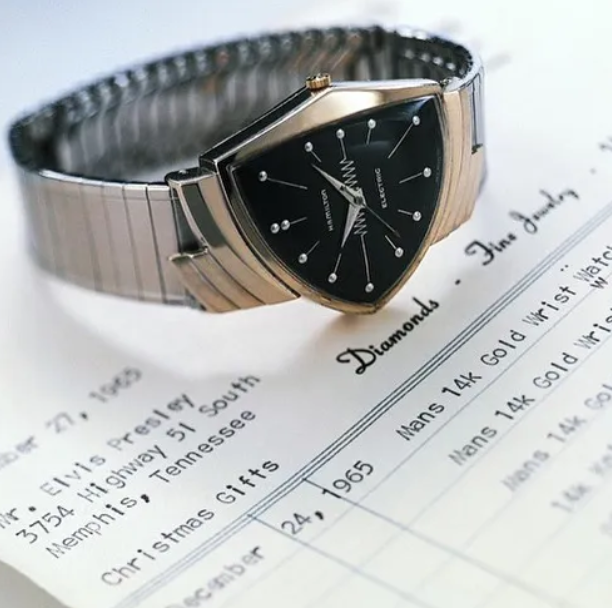 HAMILTON
ELECTRIC
Diamonds · Fine Jewelry ·
27, 1965
Mr. Elvis Presley
3754 Highway 51 South
Memphis, Tennessee
Christmas Gifts
December 24, 1965
Mans 14k Gold Wrist Watch
Mans 14k Gold Wrist
Mans 14k Gold
14k